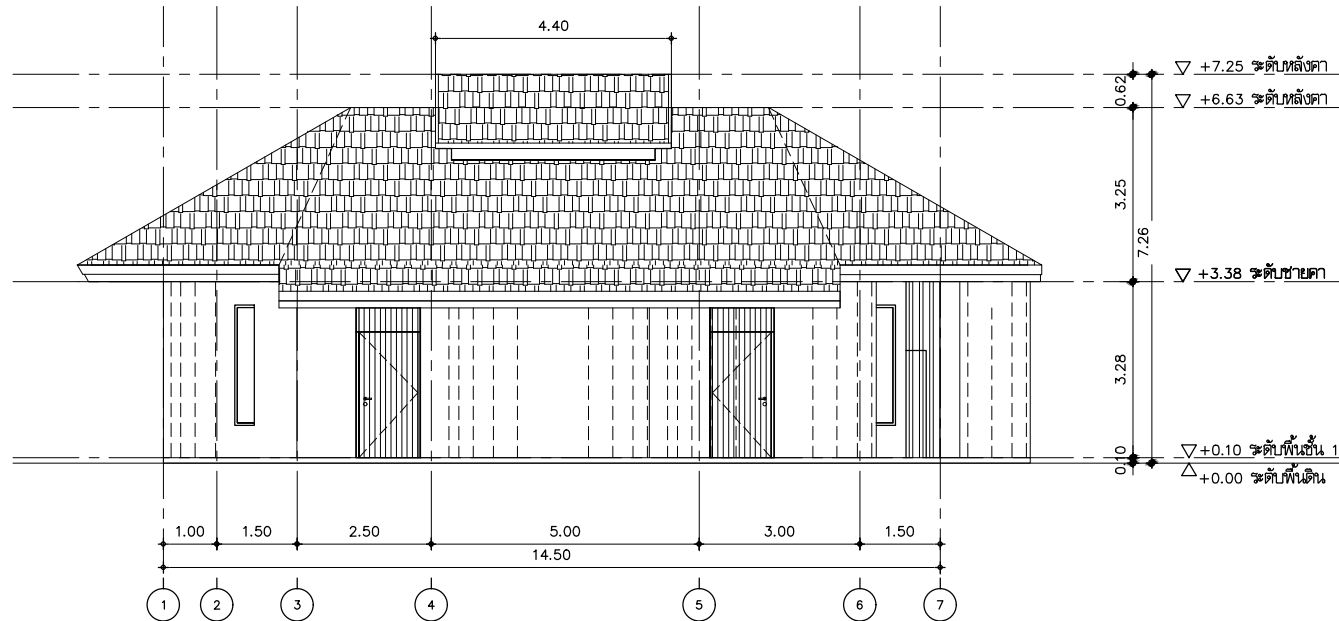 4.40
+7.25 ระดับหลังคา
0.62
+6.63 ระดับหลังคา
3.25
7.26
+3.38 ระดับชายคา
3.28
+0.10 ระดับพื้นชั้น 1
0.10
+0.00 ระดับพื้นดิน
1.00 1.50 2.50 5.00 3.00 1.50
14.50
1 2 3 4 5 6 7